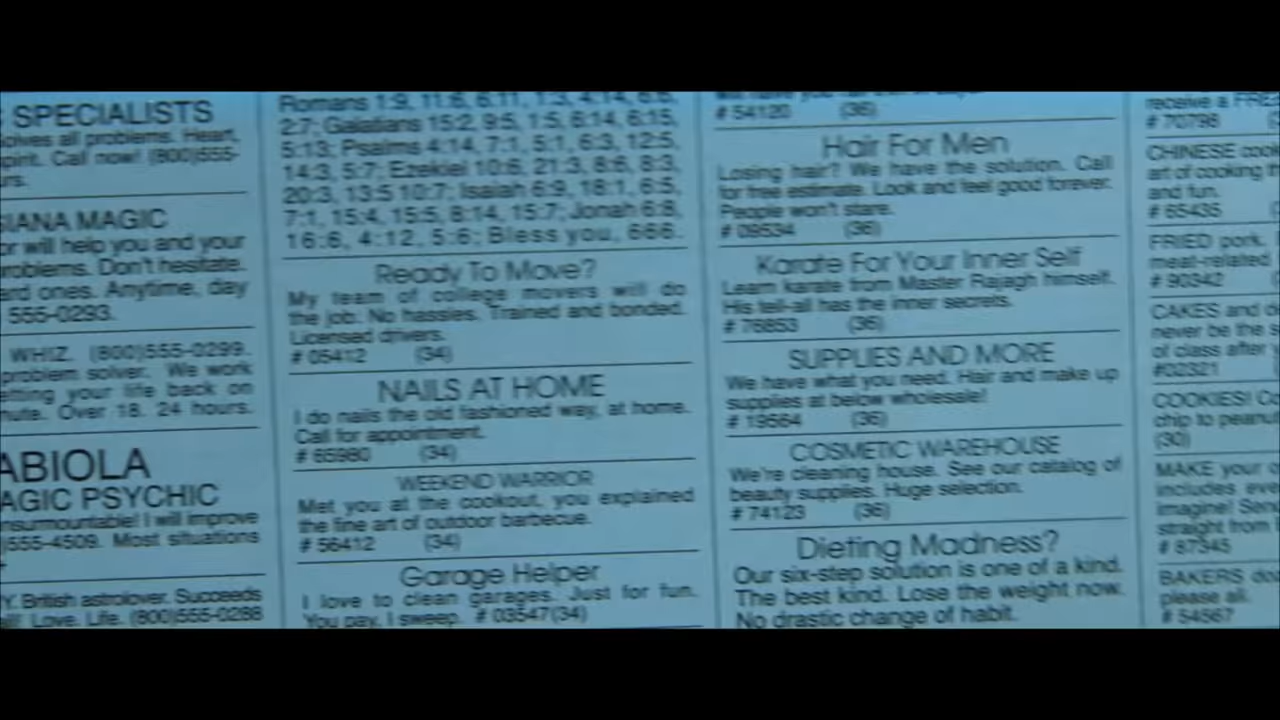 SPECIALISTS
all problems. Heart,
Call now! (800)555-
MAGIC
or will help you and your
problems. Don't hesitate.
ones. Anytime, day
555-0293.
WHIZ. (800)555-0299.
problem solver. We work
your life back on
Over 18. 24 hours.
ABIOLA
AGIC PSYCHIC
I will improve
)555-4509. Most situations
British astrolover. Succeeds
Love. Life. (800)555-0288
Romans 1:9, 11:6, 6:11, 1:3, 4:14, 6:6,
2:7; Galatians 15:2, 9:5, 1:5, 6:14, 6:15,
5:13; Psalms 4:14, 7:1, 5:1, 6:3, 12:5,
14:3, 5:7; Ezekiel 10:6, 21:3, 8:6, 8:3,
20:3, 13:5 10:7; Isaiah 6:9, 18:1, 6:5,
7:1, 15:4, 15:5, 8:14, 15:7; Jonah 6:8,
16:6, 4:12, 5:6; Bless you, 666.
Ready To Move?
My team of college movers will do
the job. No hassles. Trained and bonded.
Licensed drivers.
# 05412 (34)
NAILS AT HOME
I do nails the old fashioned way, at home.
Call for appointment.
# 65980 (34)
WEEKEND WARRIOR
Met you at the cookout, you explained
the fine art of outdoor barbecue.
# 56412 (34)
Garage Helper
I love to clean garages. Just for fun.
You pay, I sweep. # 03547(34)
# 54120 (36)
Hair For Men
Losing hair? We have the solution. Call
for free estimate. Look and feel good forever.
People won't stare.
# 09534 (36)
Karate For Your Inner Self
Learn karate from Master Rajagh himself.
His tell-all has the inner secrets.
# 76853 (36)
SUPPLIES AND MORE
We have what you need. Hair and make up
supplies at below wholesale!
# 19564 (36)
COSMETIC WAREHOUSE
We're cleaning house. See our catalog of
beauty supplies. Huge selection.
# 74123 (36)
Dieting Madness?
Our six-step solution is one of a kind.
The best kind. Lose the weight now.
No drastic change of habit.
receive a FRE
# 70798
CHINESE cook
art of cooking
and fun.
# 65435
FRIED pork,
meat-related
# 90342
CAKES and
never be the
of class after
#02321
COOKIES!
chip to peanu
(30)
MAKE your
includes eve
imagine! Sen
straight from
# 87345
BAKERS
please all.
# 54567